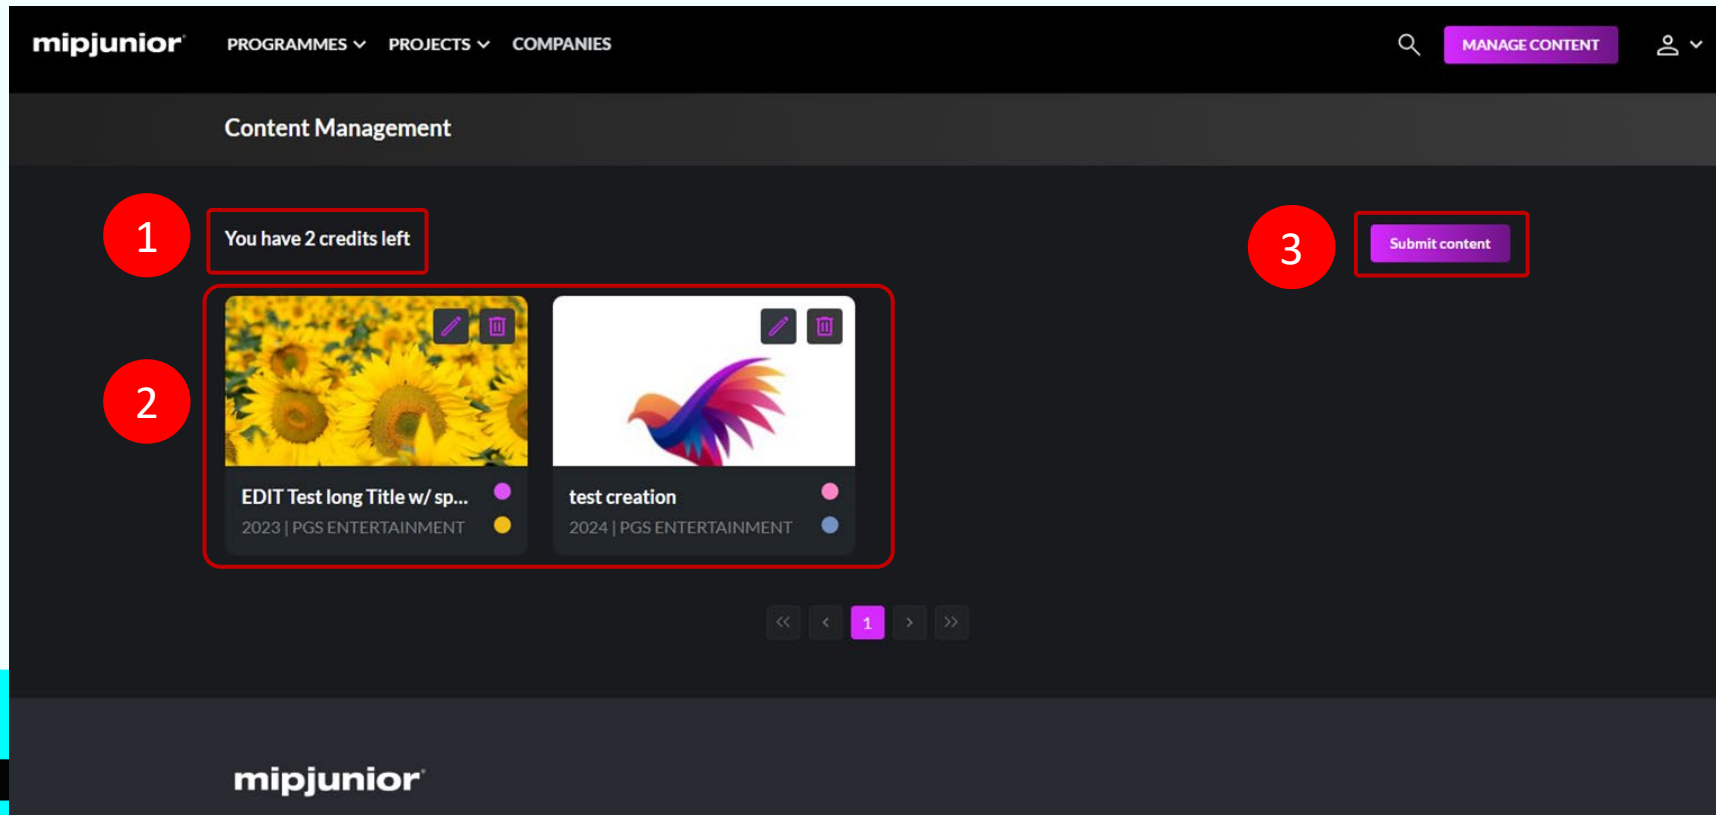 mipjunior
PROGRAMMES PROJECTS COMPANIES
MANAGE CONTENT
Content Management
1
You have 2 credits left
3
Submit content
2
EDIT Test long Title w/ sp...
2023 | PGS ENTERTAINMENT
test creation
2024 | PGS ENTERTAINMENT
<< < 1 > >>
mipjunior